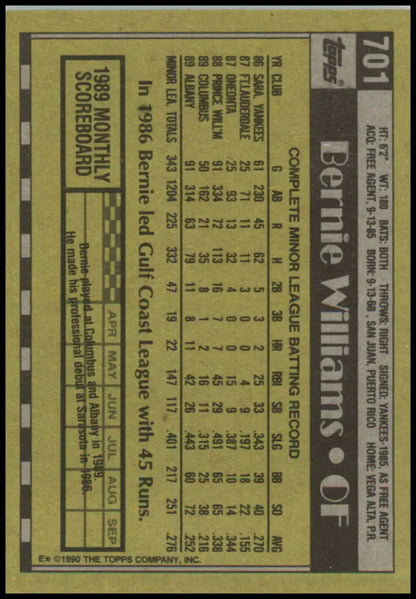 701
Topps®
HT: 6'2" WT: 180 BATS: BOTH THROWS: RIGHT SIGNED: YANKEES-1985, AS FREE AGENT
ACQ: FREE AGENT, 9-13-85 BORN: 9-13-68, SAN JUAN, PUERTO RICO HOME: VEGA ALTA, P.R.
Bernie Williams • OF
COMPLETE MINOR LEAGUE BATTING RECORD
YR CLUB G AB R H 2B 3B HR RBI SB SLG BB SO AVG
86 SARA. YANKEES 61 230 45 62 5 3 2 25 33 .343 39 40 .270
87 FT.LAUDERDALE 25 71 11 11 3 0 0 4 9 .197 18 22 .155
87 ONEONTA 25 93 13 32 4 0 0 15 9 .387 10 14 .344
88 PRINCE WILL'M 91 334 72 113 16 7 7 45 29 .491 65 65 .338
89 COLUMBUS 50 162 21 35 8 1 2 16 11 .315 25 38 .216
89 ALBANY 91 314 63 79 11 8 11 42 26 .443 60 72 .252
MINOR LEA. TOTALS 343 1204 225 332 47 19 22 147 117 .401 217 251 .276
In 1986 Bernie led Gulf Coast League with 45 Runs.
1989 MONTHLY
SCOREBOARD
APR MAY JUN JUL AUG SEP
Bernie played at Columbus and Albany in 1989.
He made his professional debut at Sarasota in 1986.
E* ©1990 THE TOPPS COMPANY, INC.